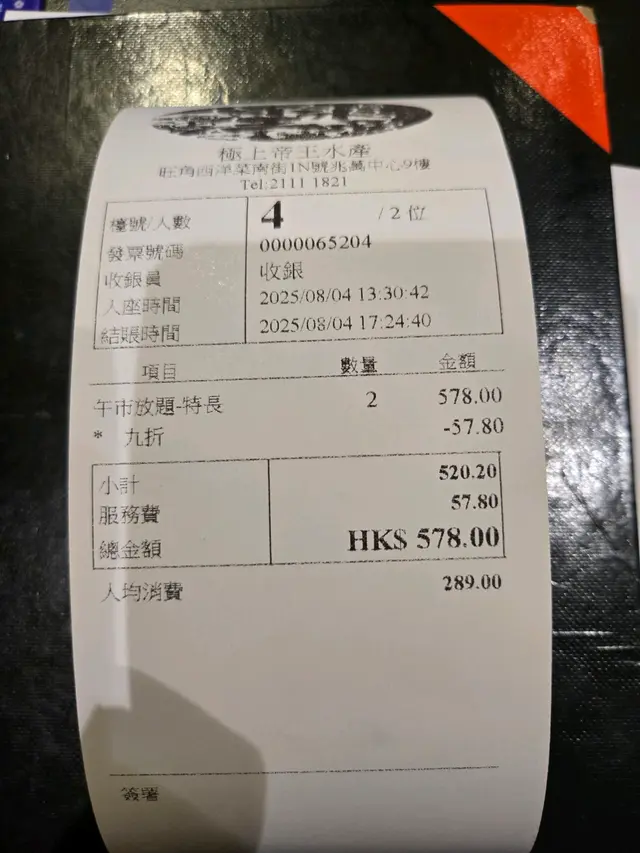 極上帝王水產
旺角西洋菜南街1N號兆萬中心9樓
Tel:2111 1821
檯號/人數 4 / 2 位
發票號碼 0000065204
收銀員 收銀
入座時間 2025/08/04 13:30:42
結賬時間 2025/08/04 17:24:40
項目 數量 金額
午市放題-特長 2 578.00
* 九折 -57.80
小計 520.20
服務費 57.80
總金額 HK$ 578.00
人均消費 289.00
簽署